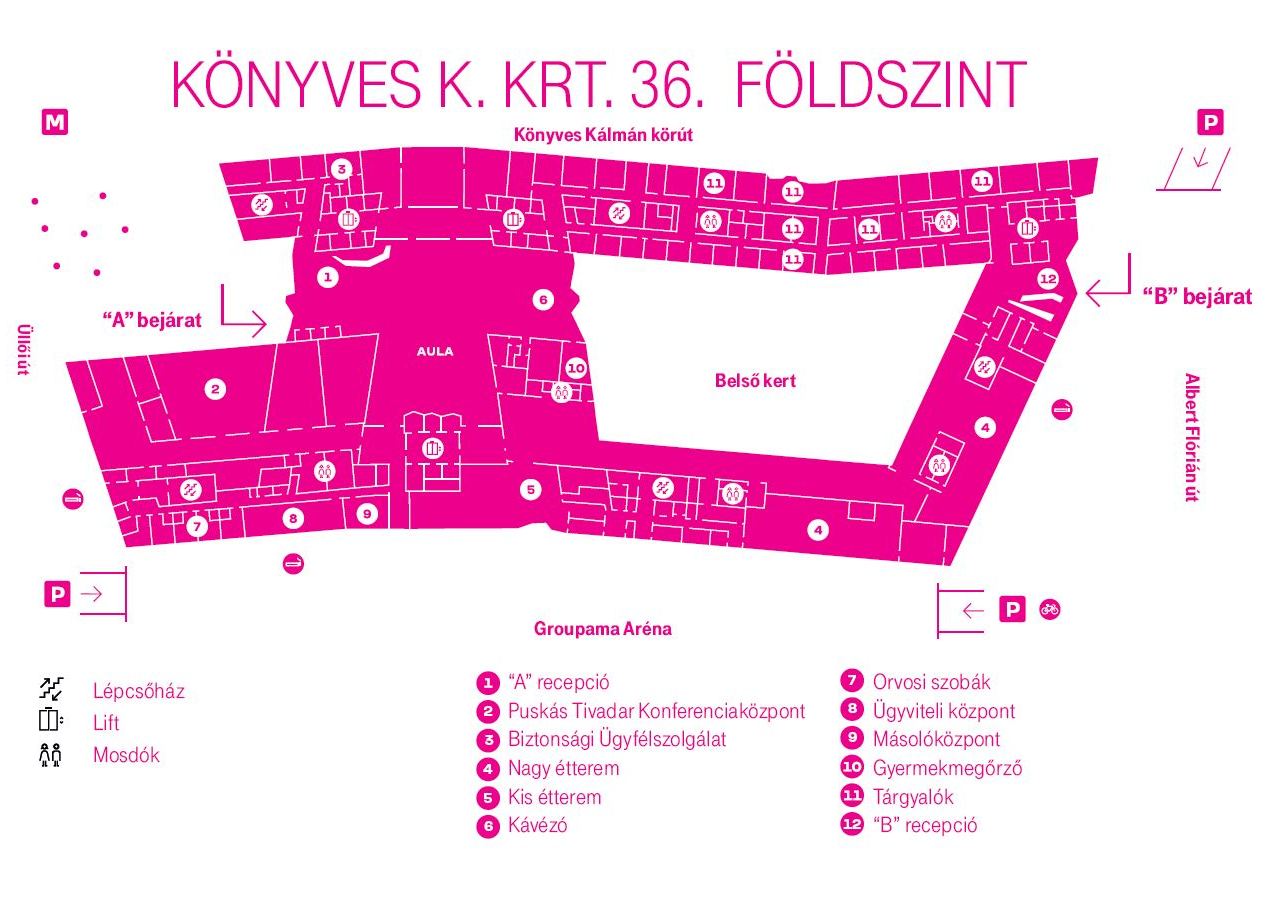 KÖNYVES K. KRT. 36. FÖLDSZINT
M
P
Könyves Kálmán körút
3
11
11
11
11
11
11
1
12
6
"A" bejárat
"B" bejárat
Üllői út
AULA
2
10
Belső kert
Albert Flórián út
4
5
7
8
9
4
P
P
Groupama Aréna
Lépcsőház
Lift
Mosdók
1 "A" recepció
2 Puskás Tivadar Konferenciaközpont
3 Biztonsági Ügyfélszolgálat
4 Nagy étterem
5 Kis étterem
6 Kávézó
7 Orvosi szobák
8 Ügyviteli központ
9 Másolóközpont
10 Gyermekmegőrző
11 Tárgyalók
12 "B" recepció